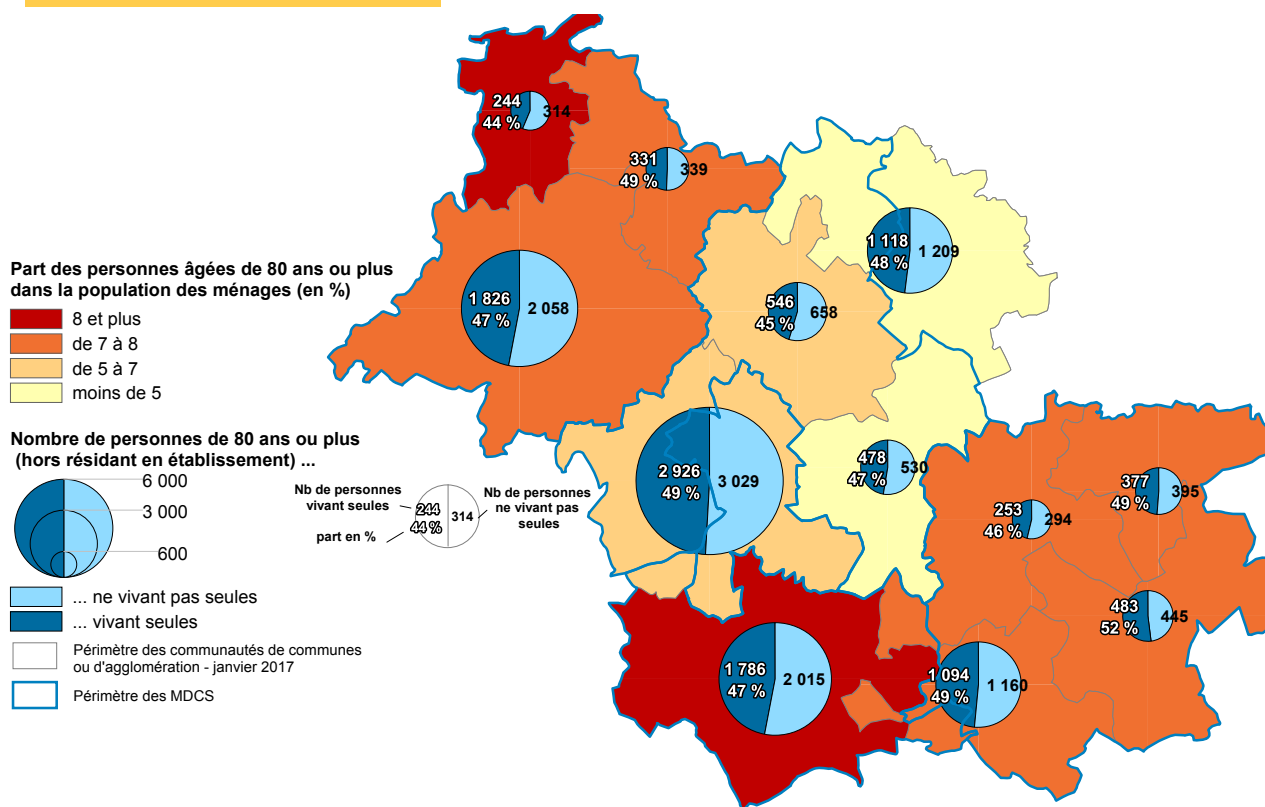 244
44 %
314
331
49 %
339
1 118
48 %
1 209
1 826
47 %
2 058
546
45 %
658
Part des personnes âgées de 80 ans ou plus
dans la population des ménages (en %)
8 et plus
de 7 à 8
de 5 à 7
moins de 5
Nombre de personnes de 80 ans ou plus
(hors résidant en établissement) ...
6 000
3 000
600
... ne vivant pas seules
... vivant seules
Périmètre des communautés de communes
ou d'agglomération - janvier 2017
Périmètre des MDCS
Nb de personnes
vivant seules
244
44 %
part en %
314
Nb de personnes
ne vivant pas
seules
2 926
49 %
3 029
478
47 %
530
253
46 %
294
377
49 %
395
483
52 %
445
1 786
47 %
2 015
1 094
49 %
1 160